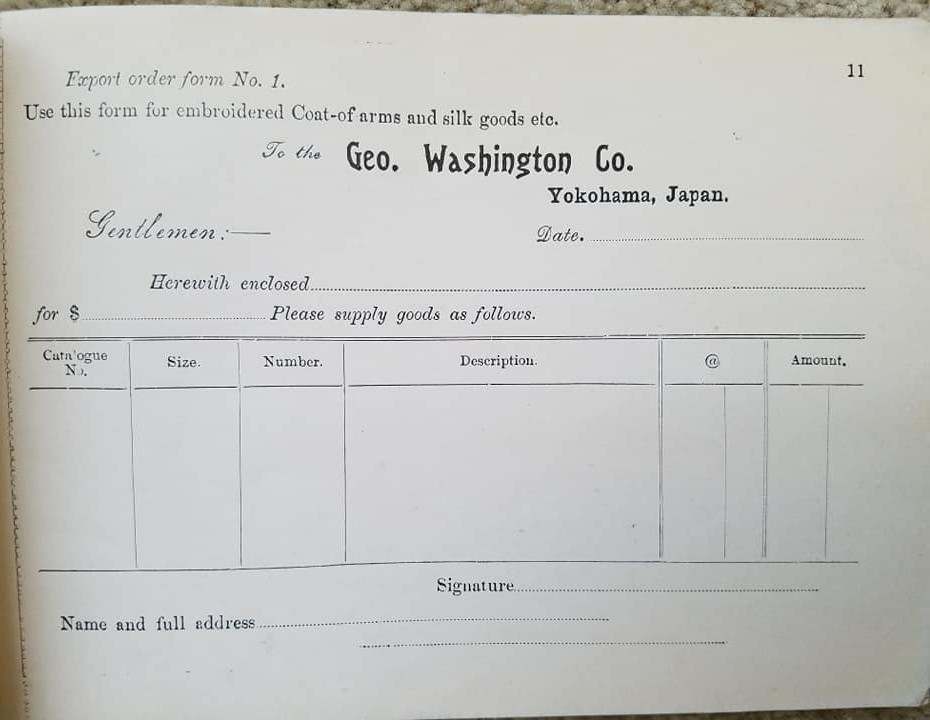 11
Export order form No. 1.
Use this form for embroidered Coat-of arms and silk goods etc.
To the Geo. Washington Co.
Yokohama, Japan.
Gentlemen:—
Date.
Herewith enclosed
for $ Please supply goods as follows.
Catalogue Size. Number. Description. @ Amount.
No.
Signature
Name and full address